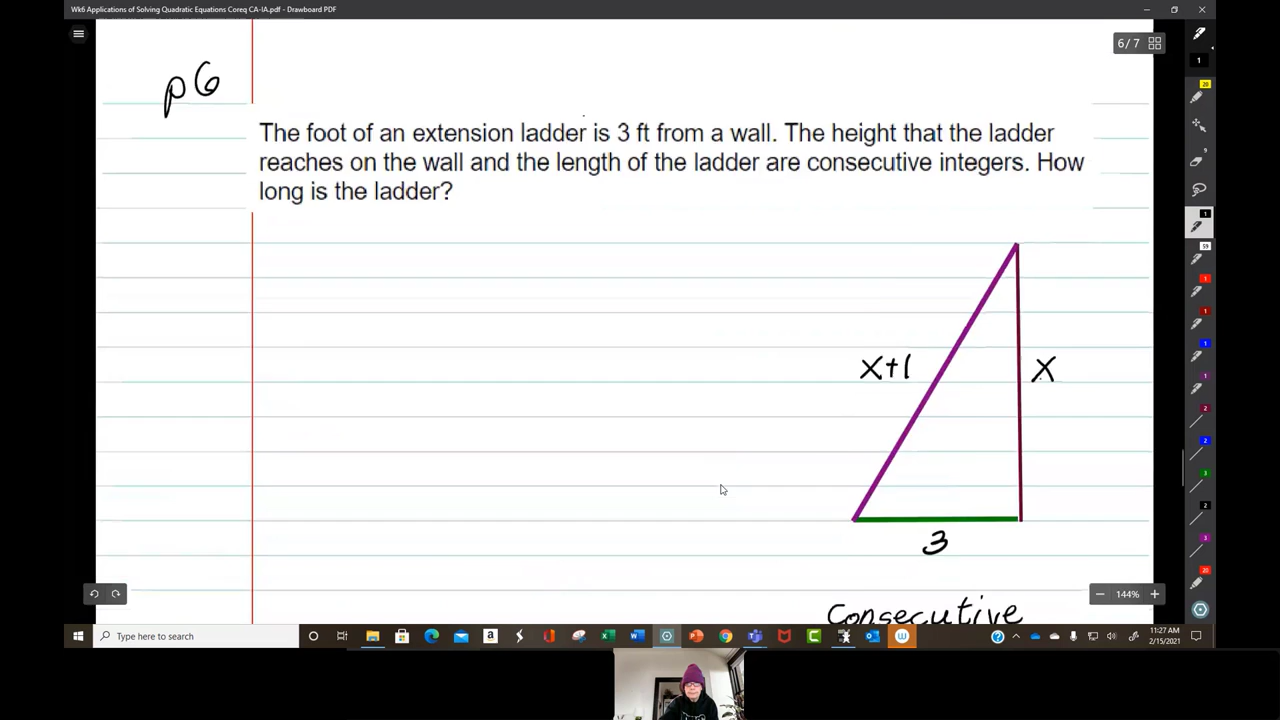 Wk6 Applications of Solving Quadratic Equations Coreq CA-IA.pdf - Drawboard PDF
6 / 7
p6
The foot of an extension ladder is 3 ft from a wall. The height that the ladder
reaches on the wall and the length of the ladder are consecutive integers. How
long is the ladder?
x+1
x
3
Consecutive
144%
Type here to search
11:27 AM
2/15/2021